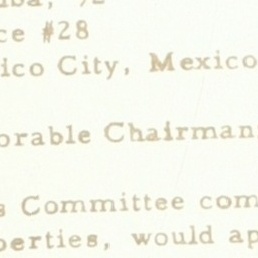 ce #28
ico City, Mexico
orable Chairman
s Committee com
perties, would ap